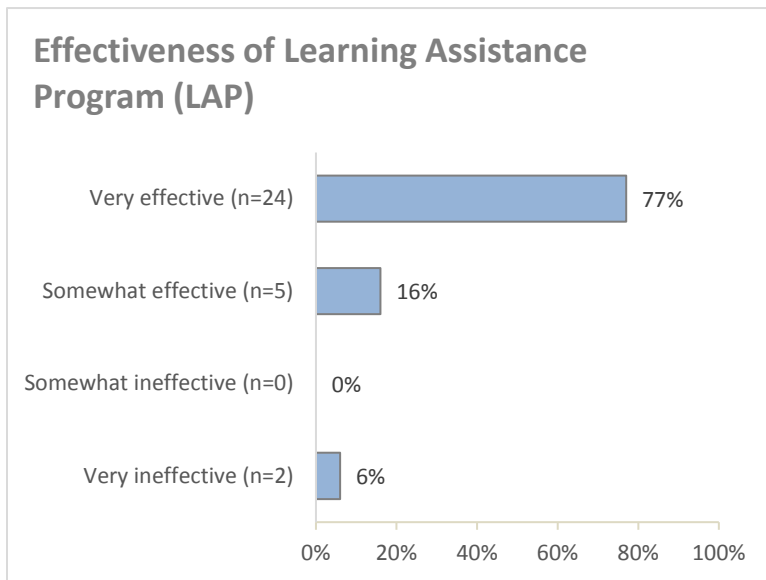 Effectiveness of Learning Assistance
Program (LAP)
Very effective (n=24)
77%
Somewhat effective (n=5)
16%
Somewhat ineffective (n=0)
0%
Very ineffective (n=2)
6%
0% 20% 40% 60% 80% 100%